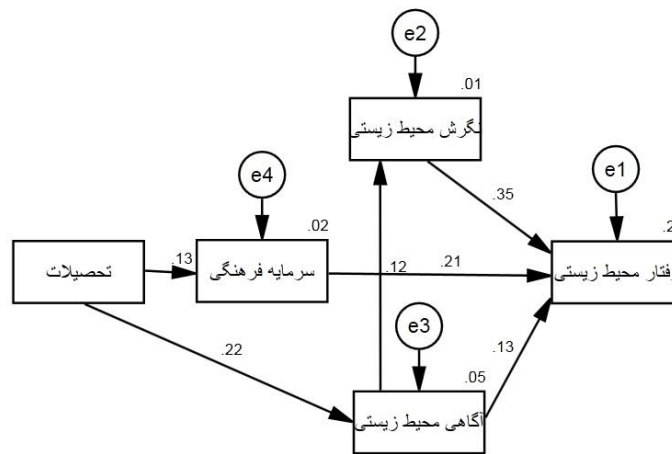 e2
.01
نگرش محیط زیستی
e4
e1
.35
.02
.2
تحصیلات
.13
سرمایه فرهنگی
.12
.21
رفتار محیط زیستی
e3
.22
.13
.05
آگاهی محیط زیستی